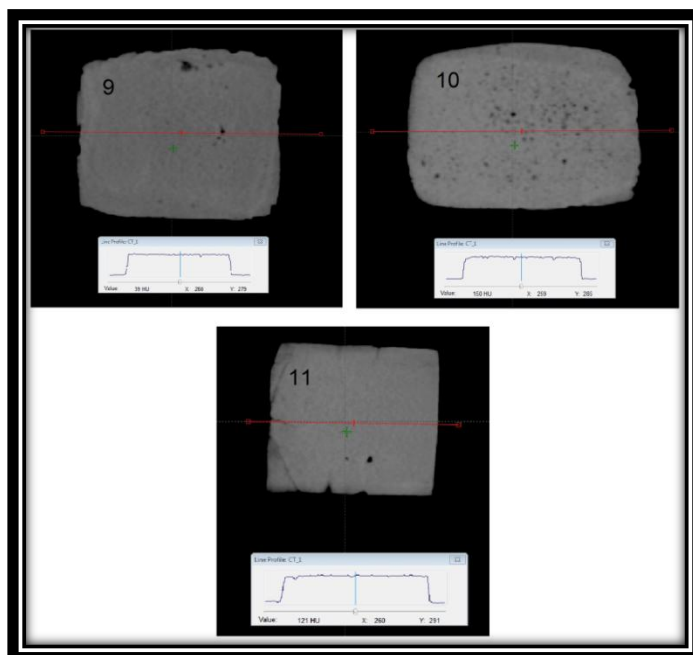 9
10
Line Profile: CT_1
Value: 39 HU X: 260 Y: 279
Line Profile: CT_1
Value: 150 HU X: 259 Y: 285
11
Line Profile: CT_1
Value: 121 HU X: 260 Y: 291